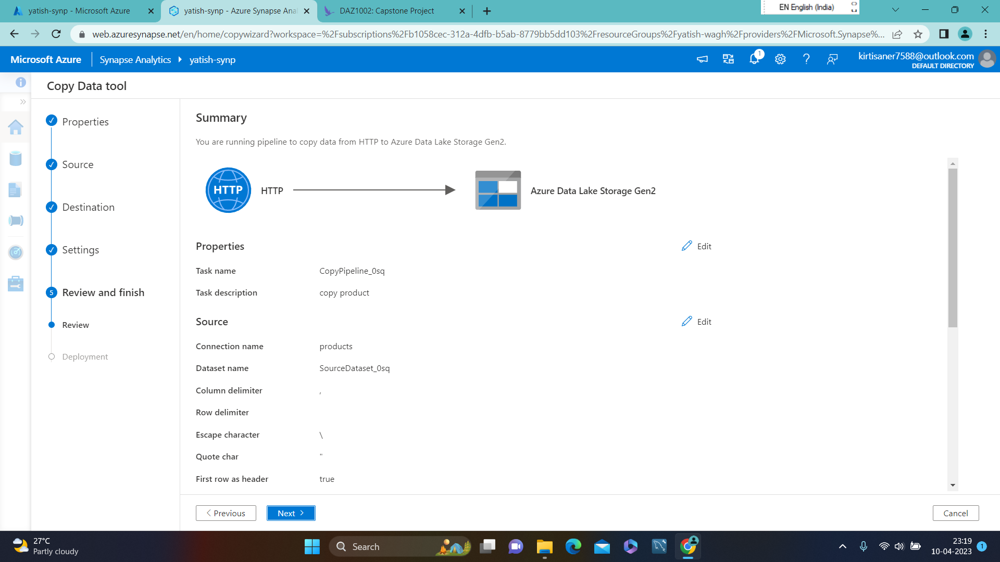 yatish-synp - Microsoft Azure
yatish-synp - Azure Synapse Ana
DAZ1002: Capstone Project
EN English (India)
web.azuresynapse.net/en/home/copywizard?workspace=%2Fsubscriptions%2Fb1058cec-312a-4dfb-b5ab-8779bb5dd103%2FresourceGroups%2Fyatish-wagh%2Fproviders%2FMicrosoft.Synapse%...
Microsoft Azure
Synapse Analytics
yatish-synp
1
kirtisaner7588@outlook.com
DEFAULT DIRECTORY
Copy Data tool
Properties
Source
Destination
Settings
5
Review and finish
Review
Deployment
Summary
You are running pipeline to copy data from HTTP to Azure Data Lake Storage Gen2.
HTTP
HTTP
Azure Data Lake Storage Gen2
Properties
Edit
Task name
CopyPipeline_0sq
Task description
copy product
Source
Edit
Connection name
products
Dataset name
SourceDataset_0sq
Column delimiter
,
Row delimiter
Escape character
\
Quote char
"
First row as header
true
Previous
Next
Cancel
27°C
Partly cloudy
Search
23:19
10-04-2023
1